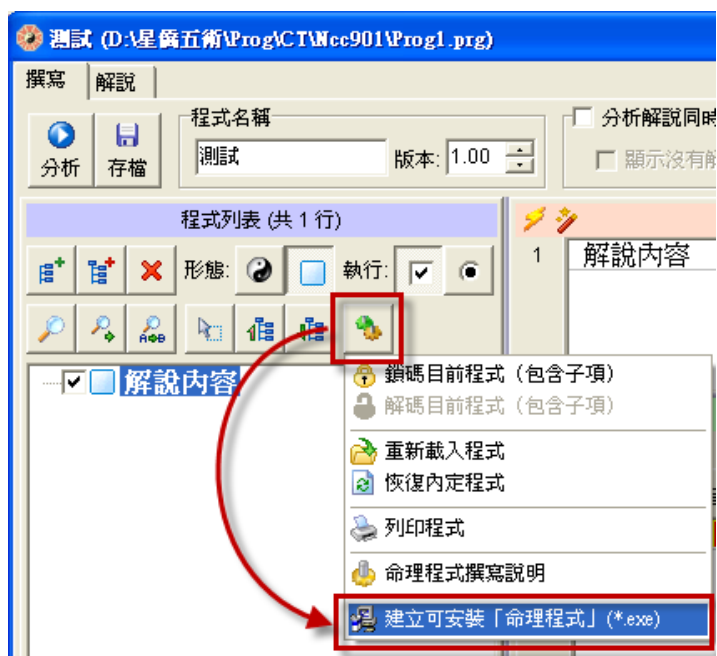 測試 (D:\星僑五術\Prog\CT\Ncc901\Prog1.prg)
撰寫 解說
程式名稱
分析解說同時
分析 存檔 測試 版本: 1.00 顯示沒有解
程式列表 (共 1 行)
形態: 執行: 1 解說內容
A B
解說內容
鎖碼目前程式 (包含子項)
解碼目前程式 (包含子項)
重新載入程式
恢復內定程式
列印程式
命理程式撰寫說明
建立可安裝「命理程式」(*.exe)